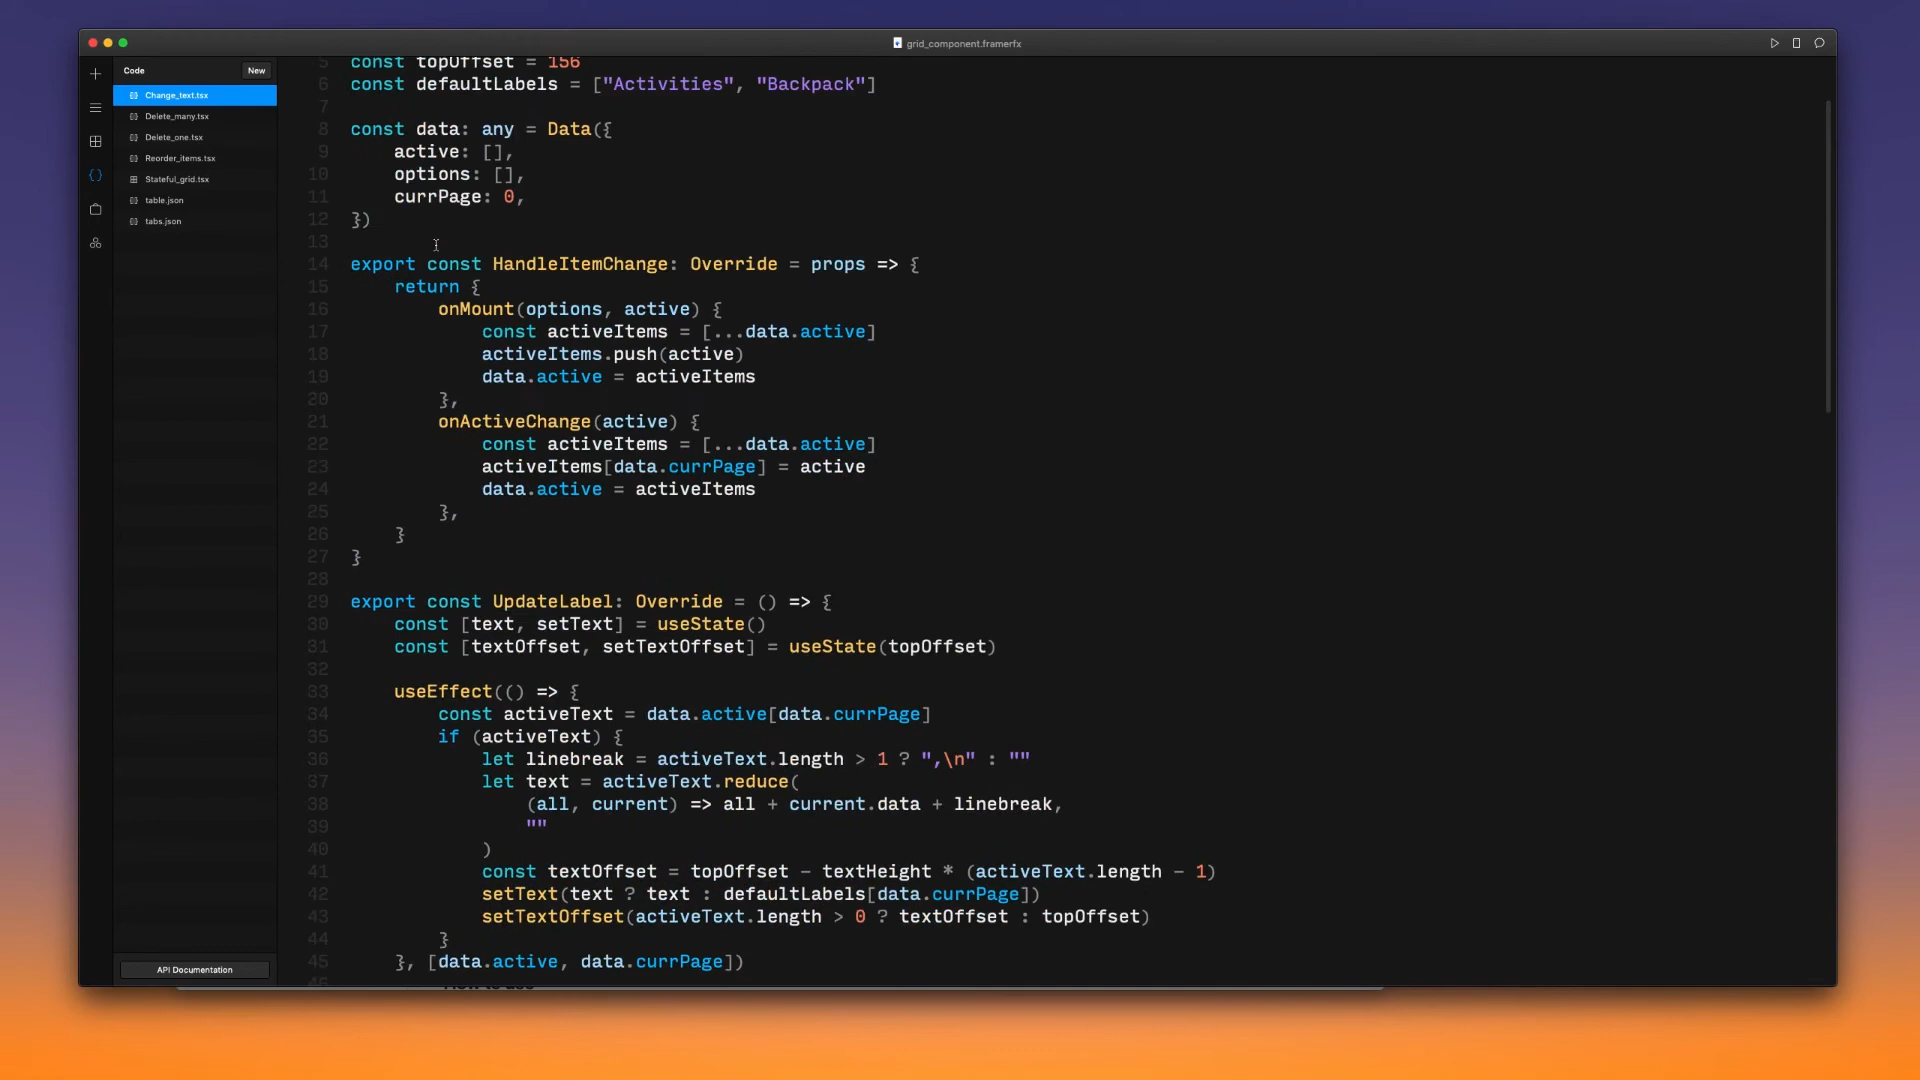 grid_component.framerfx
Code
New
Change_text.tsx
Delete_many.tsx
Delete_one.tsx
Reorder_items.tsx
Stateful_grid.tsx
table.json
tabs.json
API Documentation
5 const topOffset = 156
6 const defaultLabels = ["Activities", "Backpack"]
7
8 const data: any = Data({
9 active: [],
10 options: [],
11 currPage: 0,
12 })
13
14 export const HandleItemChange: Override = props => {
15 return {
16 onMount(options, active) {
17 const activeItems = [...data.active]
18 activeItems.push(active)
19 data.active = activeItems
20 },
21 onActiveChange(active) {
22 const activeItems = [...data.active]
23 activeItems[data.currPage] = active
24 data.active = activeItems
25 },
26 }
27 }
28
29 export const UpdateLabel: Override = () => {
30 const [text, setText] = useState()
31 const [textOffset, setTextOffset] = useState(topOffset)
32
33 useEffect(() => {
34 const activeText = data.active[data.currPage]
35 if (activeText) {
36 let linebreak = activeText.length > 1 ? ",\n" : ""
37 let text = activeText.reduce(
38 (all, current) => all + current.data + linebreak,
39 ""
40 )
41 const textOffset = topOffset - textHeight * (activeText.length - 1)
42 setText(text ? text : defaultLabels[data.currPage])
43 setTextOffset(activeText.length > 0 ? textOffset : topOffset)
44 }
45 }, [data.active, data.currPage])